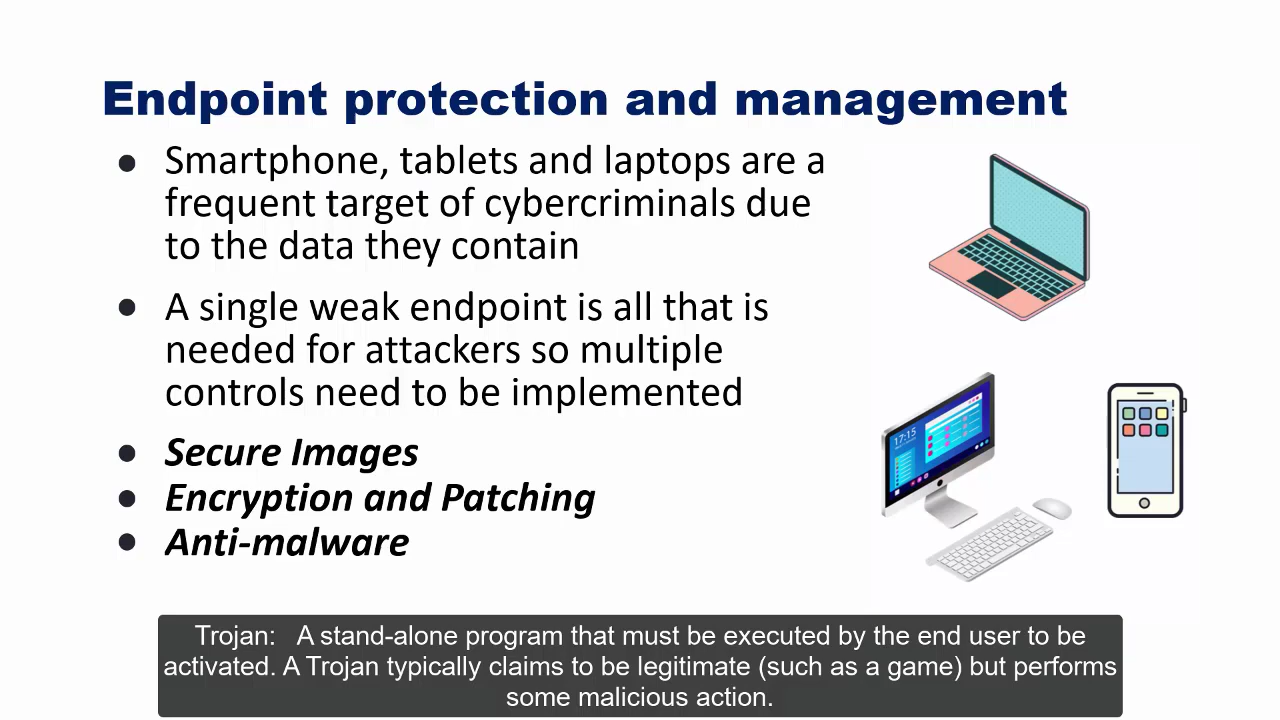 Endpoint protection and management
● Smartphone, tablets and laptops are a
frequent target of cybercriminals due
to the data they contain
● A single weak endpoint is all that is
needed for attackers so multiple
controls need to be implemented
● Secure Images
● Encryption and Patching
● Anti-malware
17:15
Trojan: A stand-alone program that must be executed by the end user to be
activated. A Trojan typically claims to be legitimate (such as a game) but performs
some malicious action.